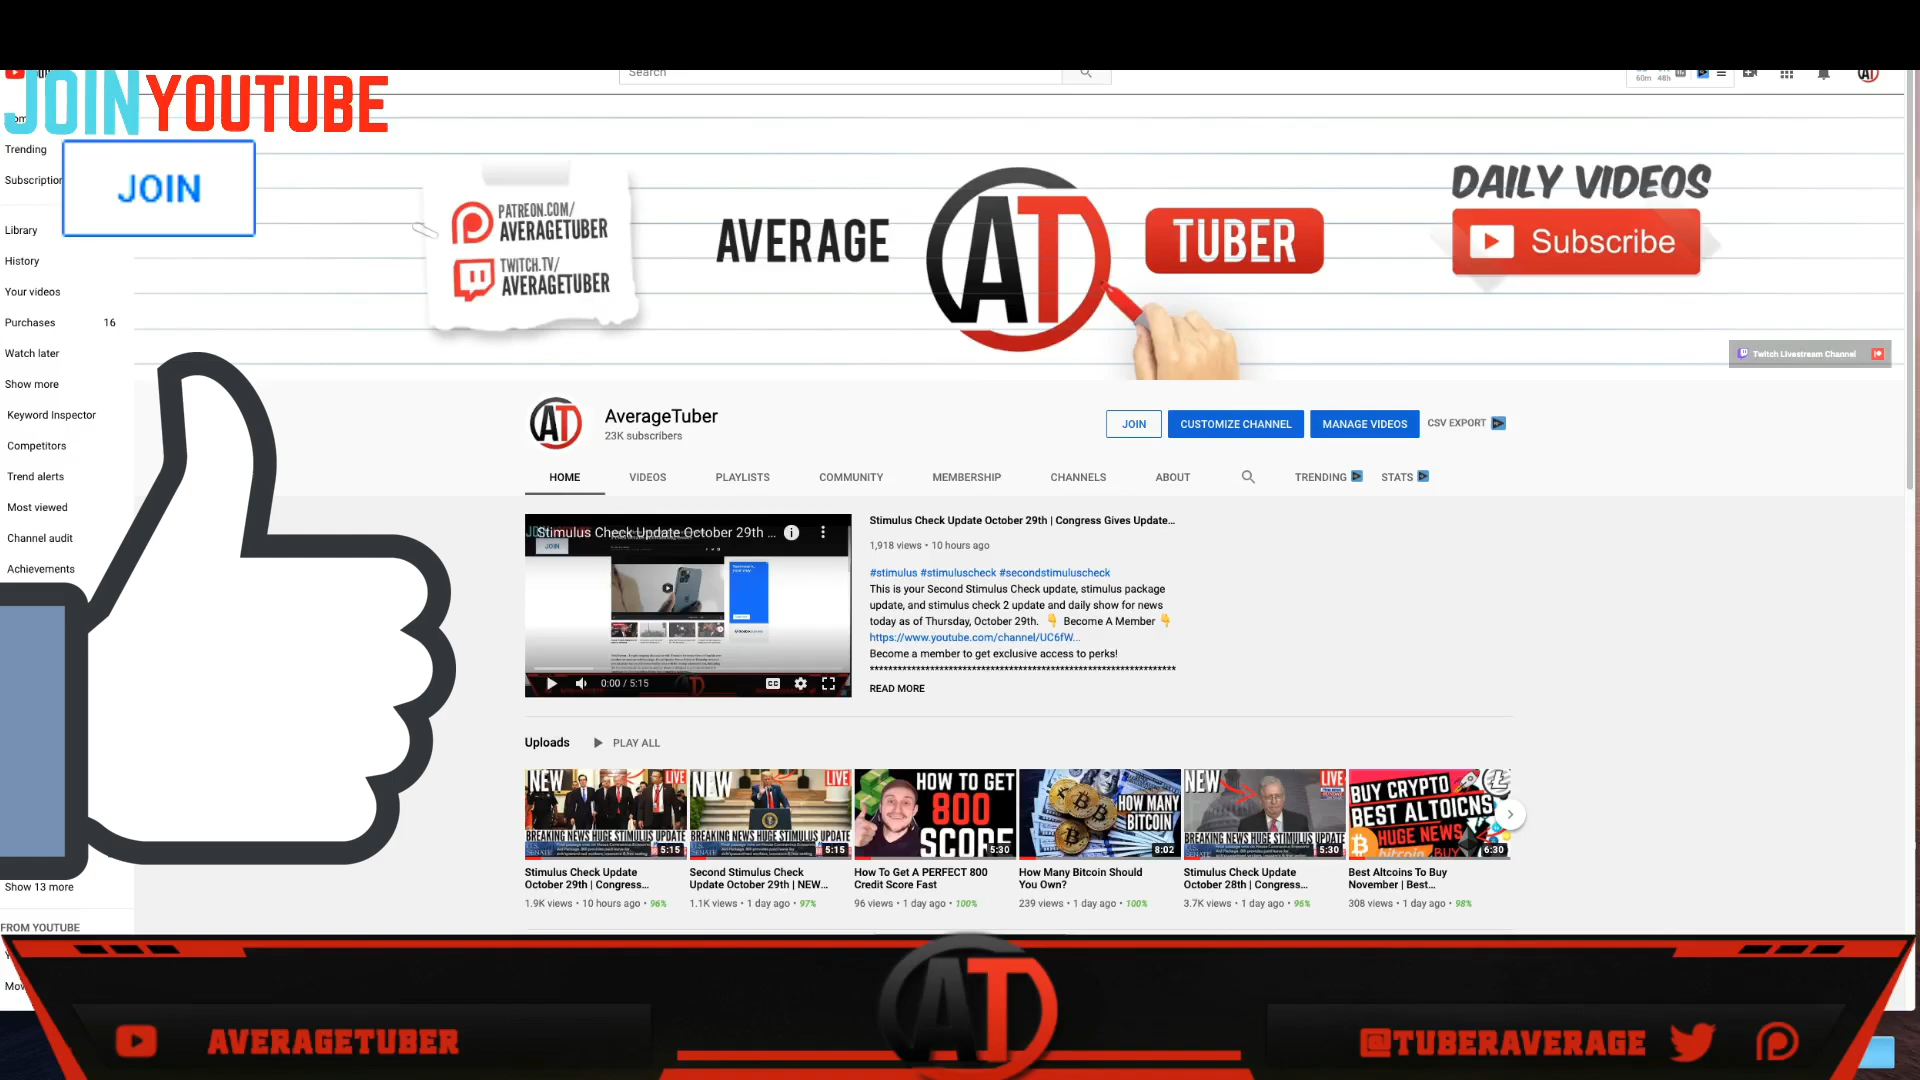 JOIN YOUTUBE
Search
60m 48h
Trending
Subscription
JOIN
Library
History
Your videos
Purchases 16
Watch later
Show more
Keyword Inspector
Competitors
Trend alerts
Most viewed
Channel audit
Achievements
Show 13 more
FROM YOUTUBE
PATREON.COM/
AVERAGETUBER
TWITCH.TV/
AVERAGETUBER
AVERAGE AT TUBER
DAILY VIDEOS
Subscribe
Twitch Livestream Channel
AT
AverageTuber
23K subscribers
JOIN CUSTOMIZE CHANNEL MANAGE VIDEOS CSV EXPORT
HOME VIDEOS PLAYLISTS COMMUNITY MEMBERSHIP CHANNELS ABOUT TRENDING STATS
Stimulus Check Update October 29th ...
JOIN
0:00 / 5:15
CC
Stimulus Check Update October 29th | Congress Gives Update...
1,918 views • 10 hours ago
#stimulus #stimuluscheck #secondstimuluscheck
This is your Second Stimulus Check update, stimulus package
update, and stimulus check 2 update and daily show for news
today as of Thursday, October 29th. 👇 Become A Member 👇
https://www.youtube.com/channel/UC6fW...
Become a member to get exclusive access to perks!
READ MORE
Uploads PLAY ALL
NEW LIVE
BREAKING NEWS HUGE STIMULUS UPDATE
5:15
Stimulus Check Update
October 29th | Congress...
1.9K views • 10 hours ago • 96%
NEW LIVE
BREAKING NEWS HUGE STIMULUS UPDATE
5:15
Second Stimulus Check
Update October 29th | NEW...
1.1K views • 1 day ago • 97%
HOW TO GET
800
SCORE
5:30
How To Get A PERFECT 800
Credit Score Fast
96 views • 1 day ago • 100%
HOW MANY
BITCOIN
8:02
How Many Bitcoin Should
You Own?
239 views • 1 day ago • 100%
NEW LIVE
BREAKING NEWS HUGE STIMULUS UPDATE
5:30
Stimulus Check Update
October 28th | Congress...
3.7K views • 1 day ago • 96%
BUY CRYPTO
BEST ALTOICNS
HUGE NEWS
bitcoin BUY
6:30
Best Altcoins To Buy
November | Best...
308 views • 1 day ago • 98%
AVERAGETUBER
AT
@TUBERAVERAGE